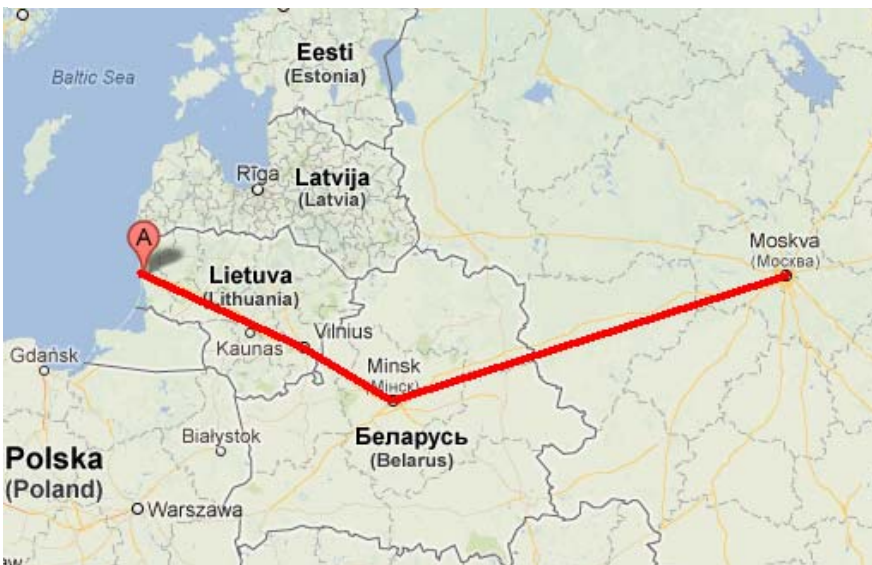 Eesti
(Estonia)
Baltic Sea
Rīga
Latvija
(Latvia)
A
Moskva
(Москва)
Lietuva
(Lithuania)
Vilnius
Kaunas
Gdańsk
Minsk
(Мінск)
Białystok
Беларусь
(Belarus)
Polska
(Poland)
Warszawa